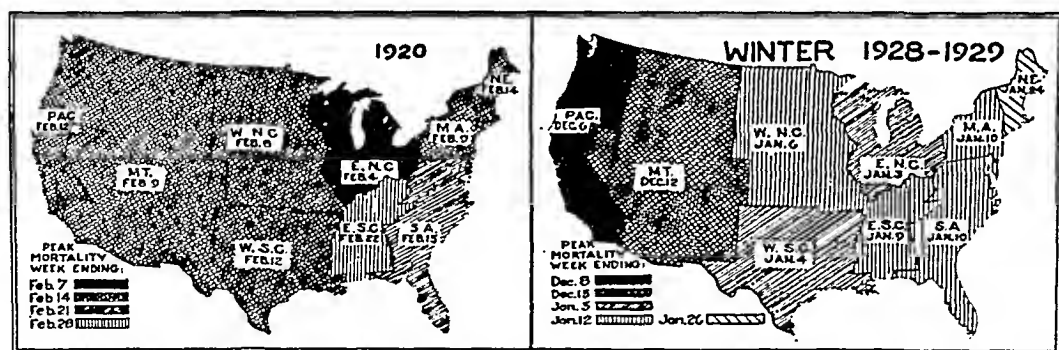 1920
N.E.
FEB.14
PAC.
FEB.12
W.N.C.
FEB.8
M.A.
FEB.9
MT.
FEB.9
E.N.C.
FEB.4
E.S.C.
FEB.22
S.A.
FEB.15
W.S.C.
FEB.12
PEAK
MORTALITY
WEEK ENDING:
Feb.7
Feb.14
Feb.21
Feb.28
WINTER 1928-1929
N.E.
JAN.24
PAC.
DEC.6
W.N.C.
JAN.6
M.A.
JAN.10
MT.
DEC.12
E.N.C.
JAN.3
E.S.C.
JAN.9
S.A.
JAN.10
W.S.C.
JAN.4
PEAK
MORTALITY
WEEK ENDING:
Dec.8
Dec.15
Jan.5
Jan.12 Jan.26